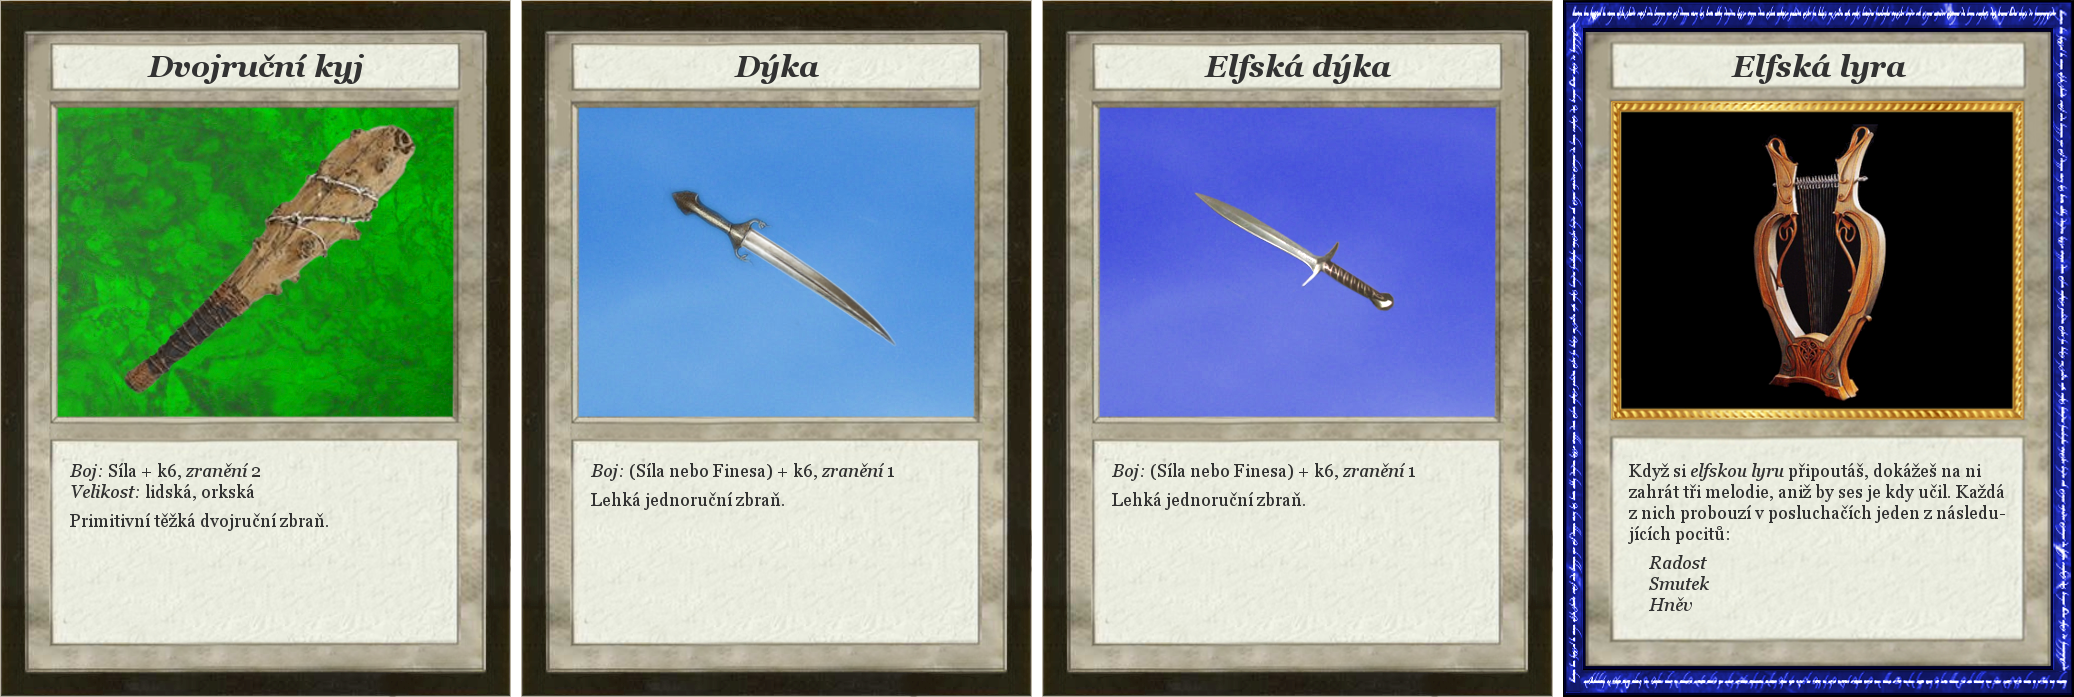 Dvojruční kyj
Boj: Síla + k6, zranění 2
Velikost: lidská, orkská
Primitivní těžká dvojruční zbraň.
Dýka
Boj: (Síla nebo Finesa) + k6, zranění 1
Lehká jednoruční zbraň.
Elfská dýka
Boj: (Síla nebo Finesa) + k6, zranění 1
Lehká jednoruční zbraň.
Elfská lyra
Když si elfskou lyru připoutáš, dokážeš na ni
zahrát tři melodie, aniž by ses je kdy učil. Každá
z nich probouzí v posluchačích jeden z následu-
jících pocitů:
Radost
Smutek
Hněv